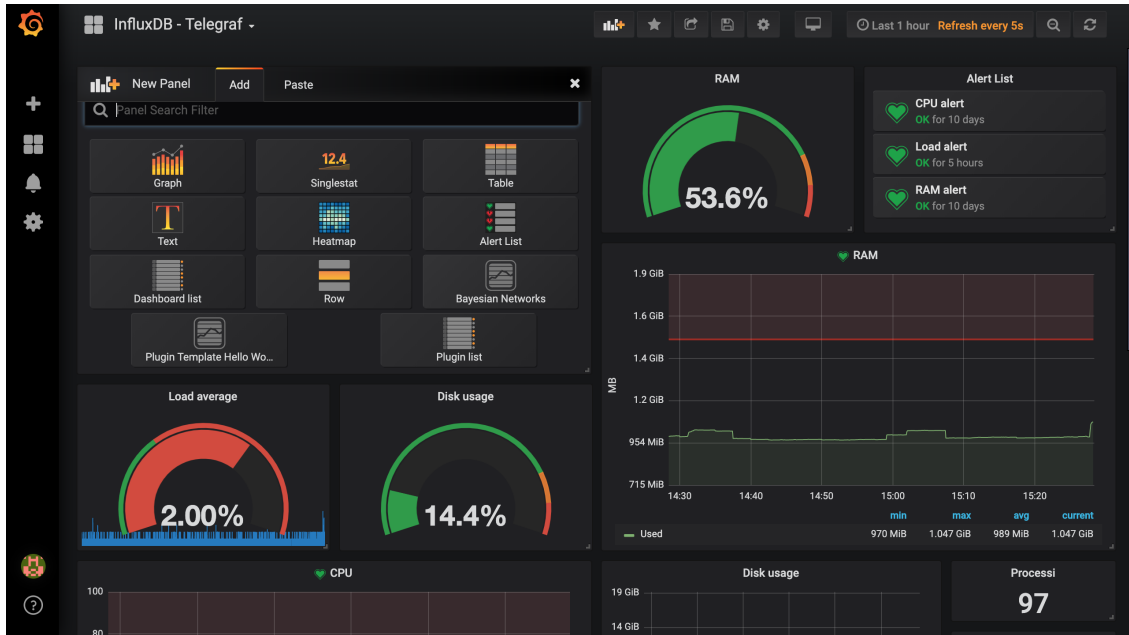 InfluxDB - Telegraf
Last 1 hour Refresh every 5s
New Panel
Add
Paste
Panel Search Filter
Graph
12.4
Singlestat
Table
T
Text
Heatmap
Alert List
Dashboard list
Row
Bayesian Networks
Plugin Template Hello Wo...
Plugin list
RAM
53.6%
Alert List
CPU alert
OK for 10 days
Load alert
OK for 5 hours
RAM alert
OK for 10 days
RAM
1.9 GiB
1.6 GiB
1.4 GiB
1.2 GiB
954 MiB
715 MiB
MB
14:30 14:40 14:50 15:00 15:10 15:20
min max avg current
Used 970 MiB 1.047 GiB 989 MiB 1.047 GiB
Load average
2.00%
Disk usage
14.4%
CPU
100
80
Disk usage
19 GiB
14 GiB
Processi
97
?